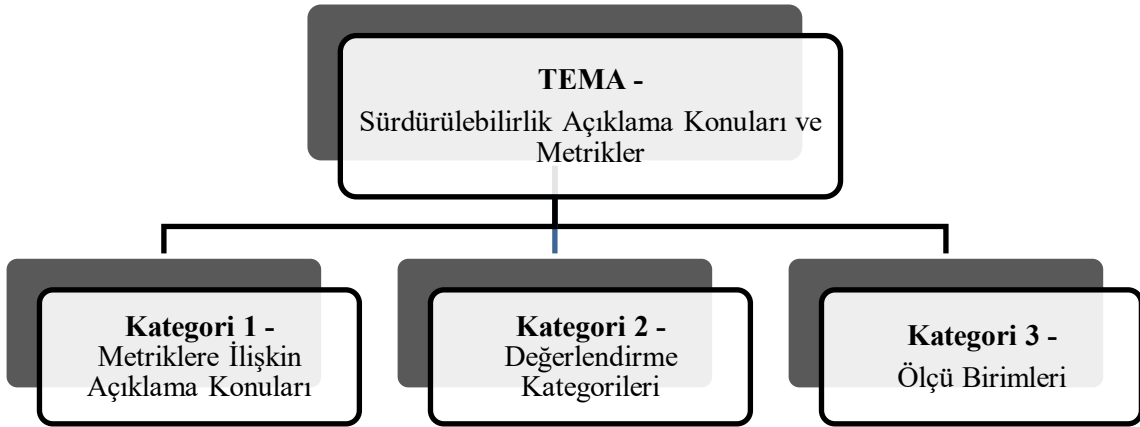 TEMA -
Sürdürülebilirlik Açıklama Konuları ve
Metrikler
Kategori 1 -
Metriklere İlişkin
Açıklama Konuları
Kategori 2 -
Değerlendirme
Kategorileri
Kategori 3 -
Ölçü Birimleri